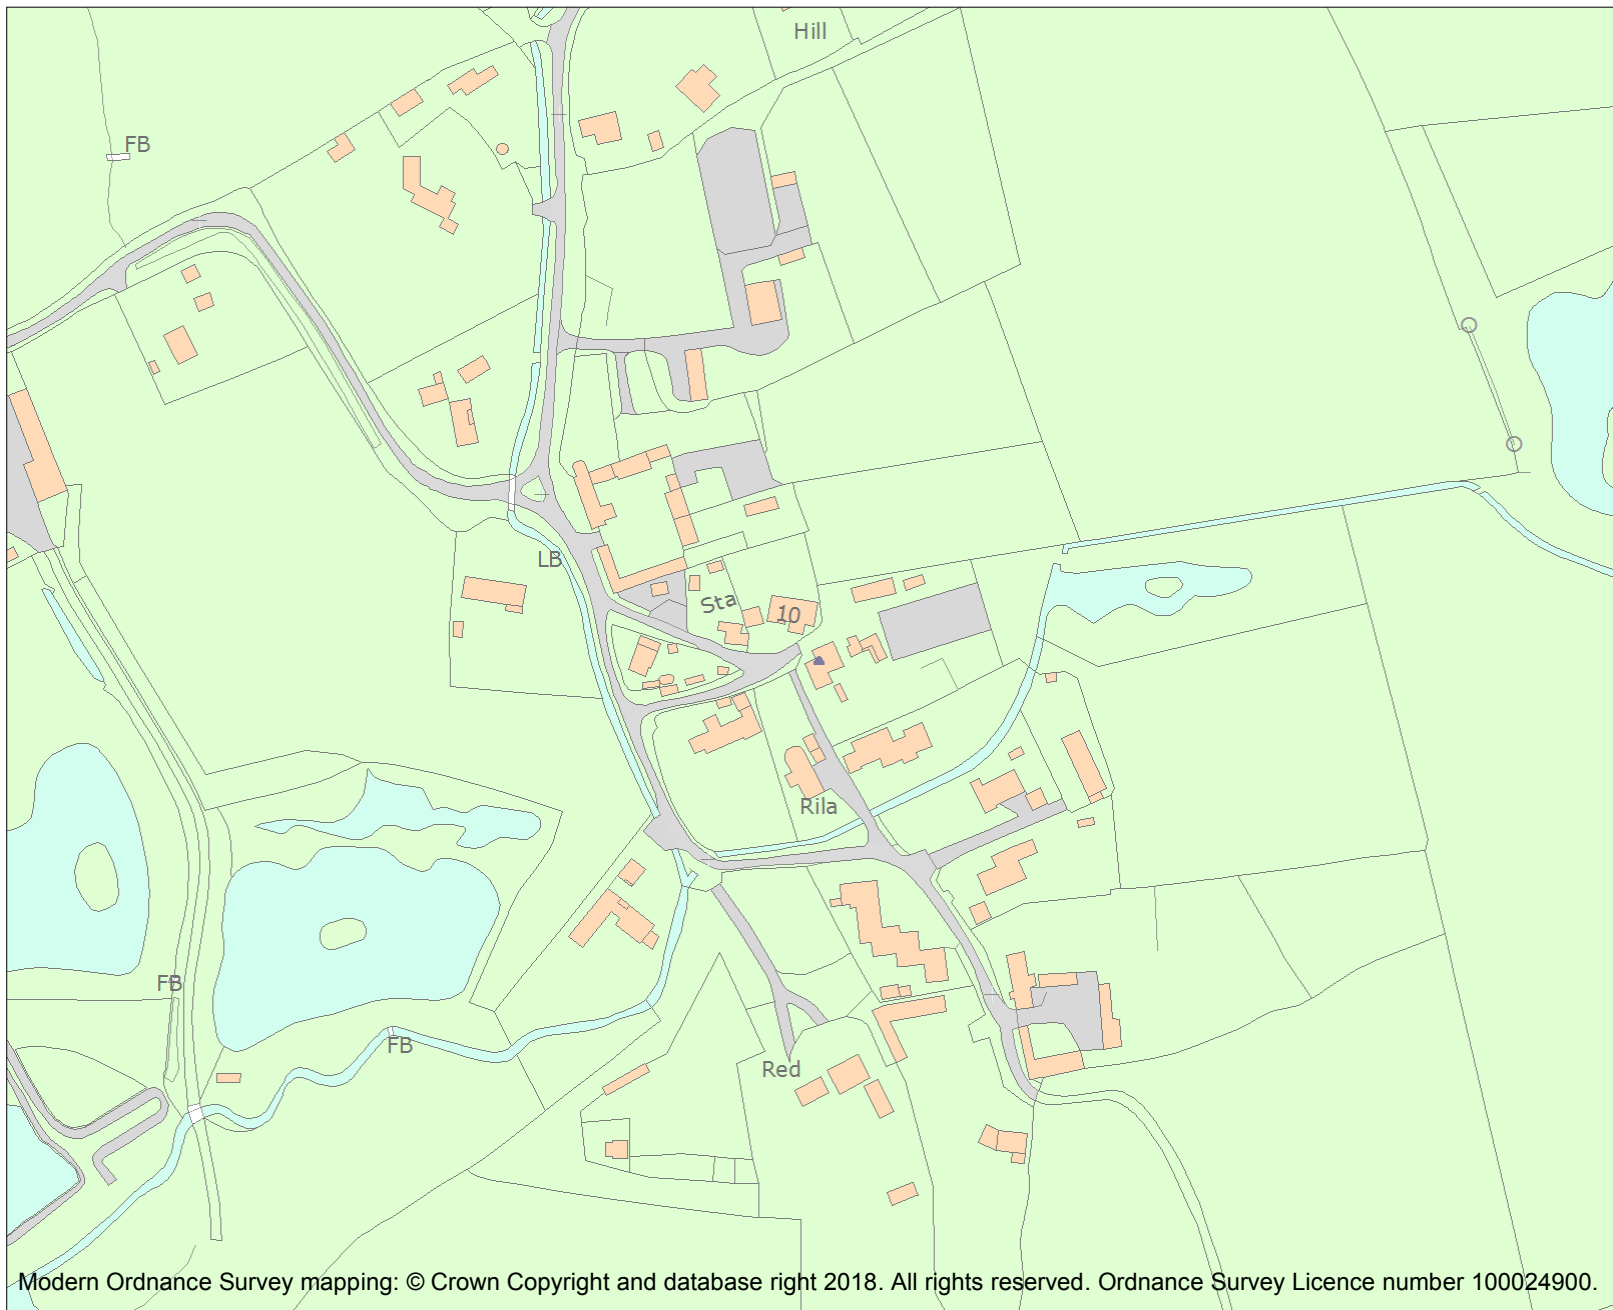 Hill
FB
LB
Sta
10
Rila
FB
FB
Red
Modern Ordnance Survey mapping: © Crown Copyright and database right 2018. All rights reserved. Ordnance Survey Licence number 100024900.